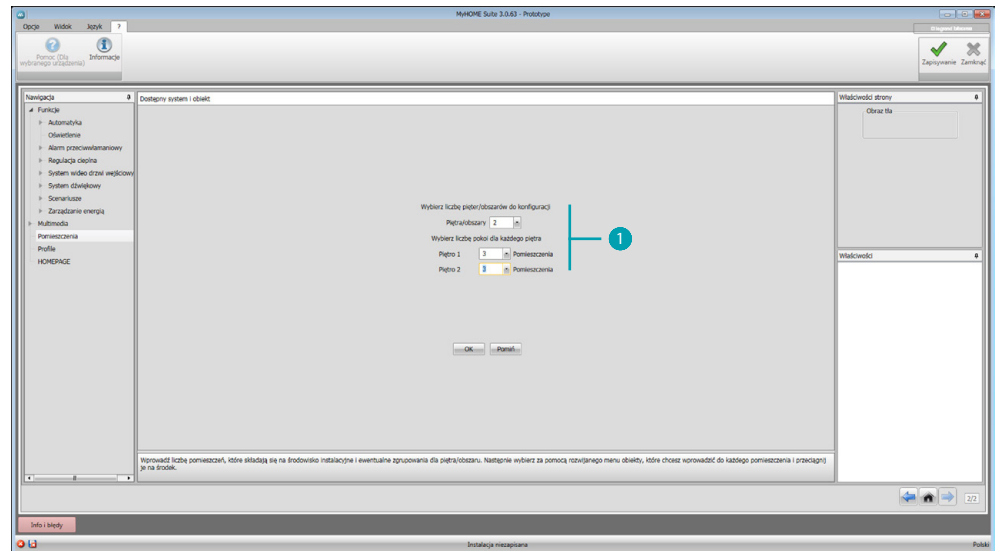 MyHOME Suite 3.0.63 - Prototype
Opcje Widok Język ?
Pomoc (Dla wybranego urządzenia)
Informacje
Zapisywanie Zamknąć
Nawigacja
Funkcje
Automatyka
Oświetlenie
Alarm przeciwwłamaniowy
Regulacja cieplna
System wideo drzwi wejściowy
System dźwiękowy
Scenariusze
Zarządzanie energią
Multimedia
Pomieszczenia
Profile
HOMEPAGE
Dostępny system i obiekt
Wybierz liczbę pięter/obszarów do konfiguracji
Piętra/obszary 2
Wybierz liczbę pokoi dla każdego piętra
Piętro 1 3 Pomieszczenia
Piętro 2 3 Pomieszczenia
1
OK Pomiń
Wprowadź liczbę pomieszczeń, które składają się na środowisko instalacyjne i ewentualne zgrupowania dla piętra/obszaru. Następnie wybierz za pomocą rozwijanego menu obiekty, które chcesz wprowadzić do każdego pomieszczenia i przeciągnij
je na środek.
Właściwości strony
Obraz tła
Właściwości
2/2
Info i błędy
Instalacja niezapisana
Polski